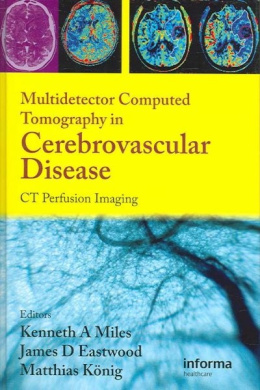 Multidetector Computed
Tomography in
Cerebrovascular
Disease
CT Perfusion Imaging
Editors
Kenneth A Miles
James D Eastwood
Matthias König
informa
healthcare